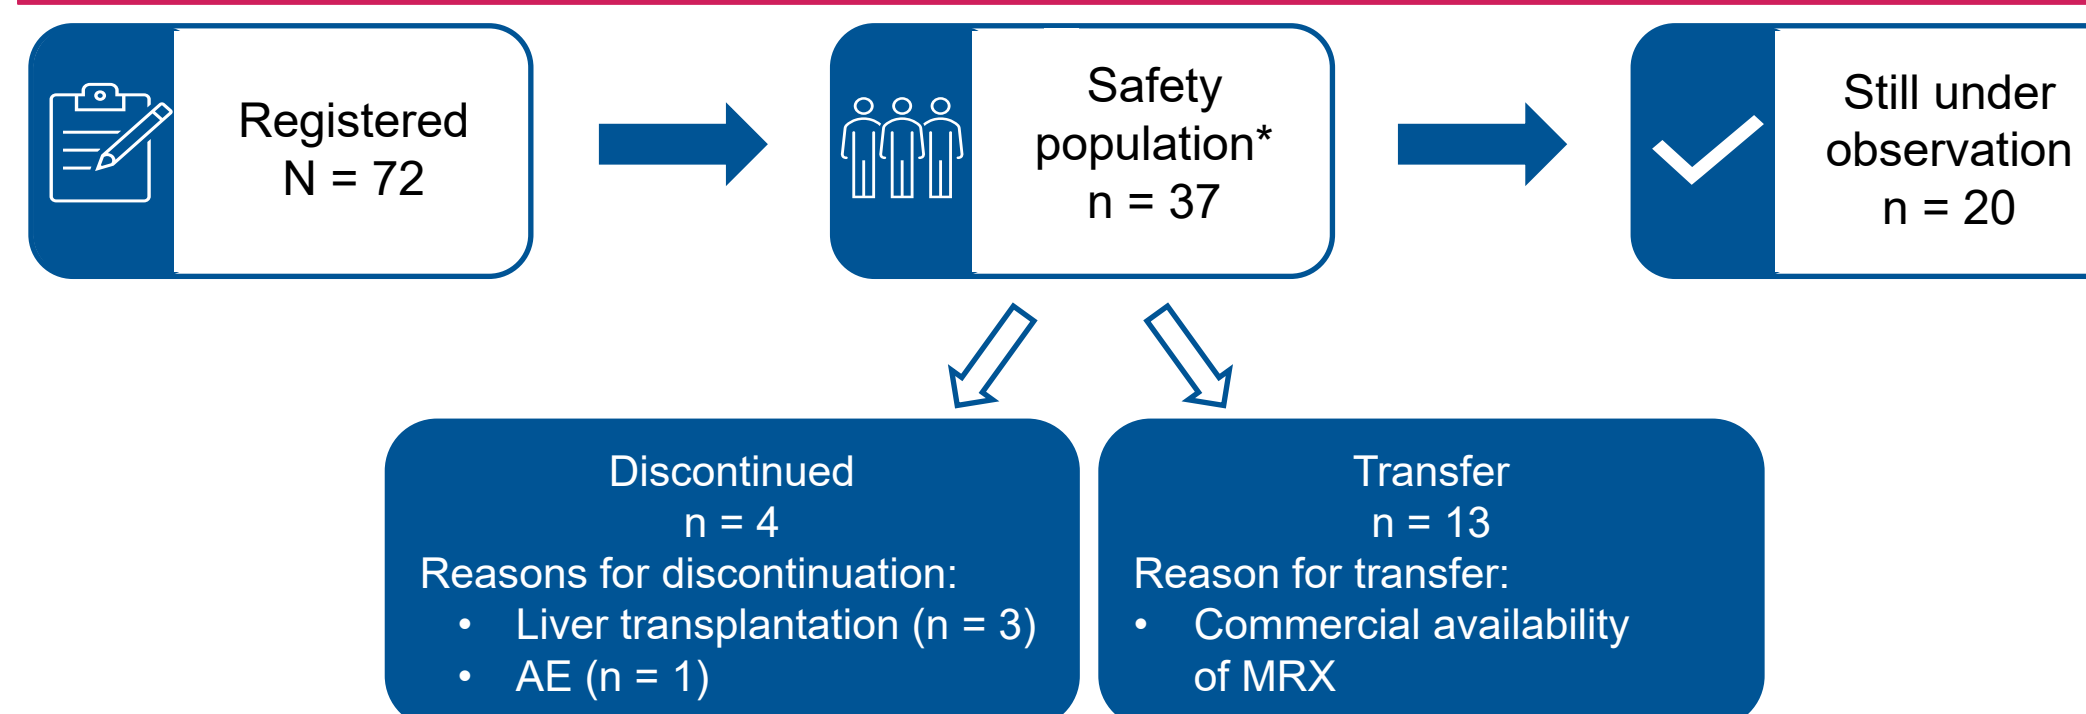 Registered
N = 72
Safety
population*
n = 37
Still under
observation
n = 20
Discontinued
n = 4
Reasons for discontinuation:
• Liver transplantation (n = 3)
• AE (n = 1)
Transfer
n = 13
Reason for transfer:
• Commercial availability
of MRX